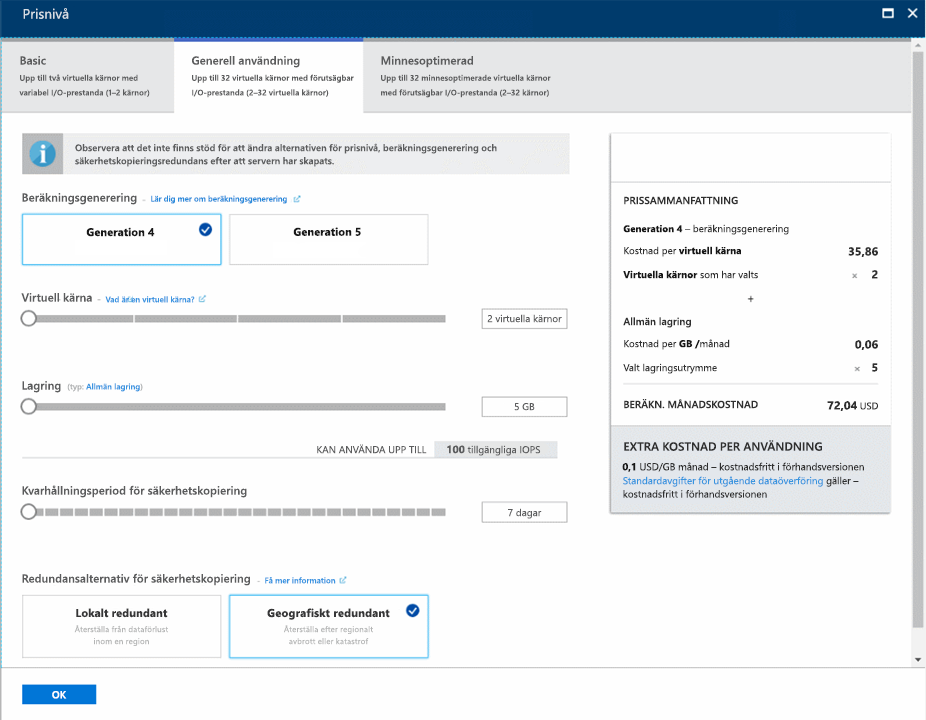 Prisnivå
Basic
Upp till två virtuella kärnor med
variabel I/O-prestanda (1–2 kärnor)
Generell användning
Upp till 32 virtuella kärnor med förutsägbar
I/O-prestanda (2–32 virtuella kärnor)
Minnesoptimerad
Upp till 32 minnesoptimerade virtuella kärnor
med förutsägbar I/O-prestanda (2–32 kärnor)
Observera att det inte finns stöd för att ändra alternativen för prisnivå, beräkningsgenerering och
säkerhetskopieringsredundans efter att servern har skapats.
Beräkningsgenerering – Lär dig mer om beräkningsgenerering
Generation 4
Generation 5
Virtuell kärna – Vad är en virtuell kärna?
2 virtuella kärnor
Lagring (typ: Allmän lagring)
5 GB
KAN ANVÄNDA UPP TILL 100 tillgängliga IOPS
Kvarhållningsperiod för säkerhetskopiering
7 dagar
Redundansalternativ för säkerhetskopiering – Få mer information
Lokalt redundant
Återställa från dataförlust
inom en region
Geografiskt redundant
Återställa efter regionalt
avbrott eller katastrof
OK
PRISSAMMANFATTNING
Generation 4 – beräkningsgenerering
Kostnad per virtuell kärna 35,86
Virtuella kärnor som har valts × 2
+
Allmän lagring
Kostnad per GB /månad 0,06
Valt lagringsutrymme × 5
BERÄKN. MÅNADSKOSTNAD 72,04 USD
EXTRA KOSTNAD PER ANVÄNDNING
0,1 USD/GB månad – kostnadsfritt i förhandsversionen
Standardavgifter för utgående dataöverföring gäller –
kostnadsfritt i förhandsversionen